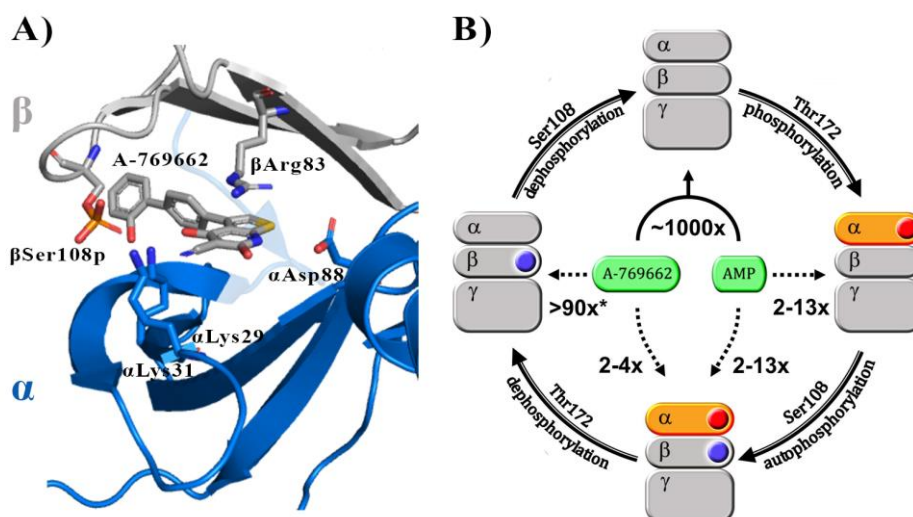 A)
β
A-769662
βArg83
βSer108p
αAsp88
αLys29
αLys31
α
B)
α
β
γ
Ser108
dephosphorylation
Thr172
phosphorylation
~1000x
α
β
γ
A-769662
AMP
α
β
γ
>90x*
2-13x
2-4x
2-13x
Thr172
dephosphorylation
α
β
γ
Ser108
autophosphorylation